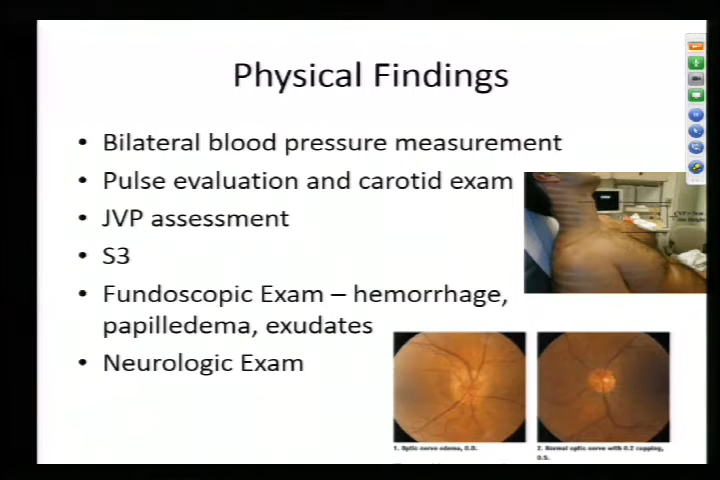 Physical Findings
• Bilateral blood pressure measurement
• Pulse evaluation and carotid exam
• JVP assessment
• S3
• Fundoscopic Exam – hemorrhage,
papilledema, exudates
• Neurologic Exam
1. Optic nerve edema, O.D.
2. Normal optic nerve with 0.2 cupping,
O.S.